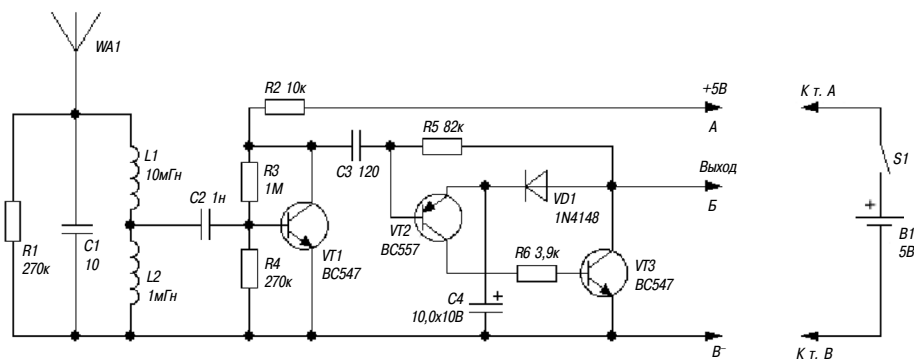 WA1
R2 10к
+5В
А
К т. А
R5 82к
S1
L1
10мГн
R3
1М
C3 120
Выход
Б
C2 1н
VD1
1N4148
+
B1
5В
R1
270к
C1
10
VT1
BC547
VT2
BC557
R6 3,9к
VT3
BC547
L2
1мГн
R4
270к
C4
10,0х10В
+
В⁻
К т. В